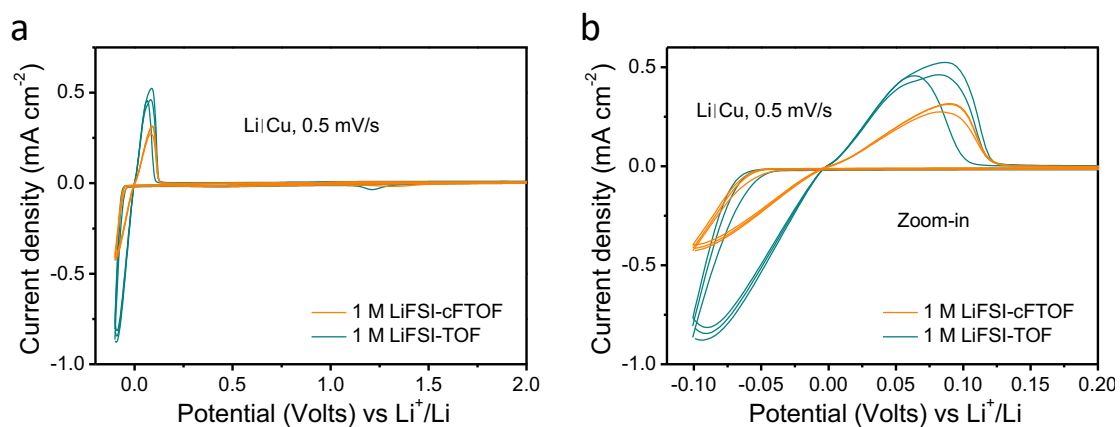 a
Current density (mA cm⁻²)
0.5
0.0
-0.5
-1.0
Li|Cu, 0.5 mV/s
1 M LiFSI-cFTOF
1 M LiFSI-TOF
0.0 0.5 1.0 1.5 2.0
Potential (Volts) vs Li⁺/Li
b
Current density (mA cm⁻²)
0.5
0.0
-0.5
-1.0
Li|Cu, 0.5 mV/s
Zoom-in
1 M LiFSI-cFTOF
1 M LiFSI-TOF
-0.10 -0.05 0.00 0.05 0.10 0.15 0.20
Potential (Volts) vs Li⁺/Li